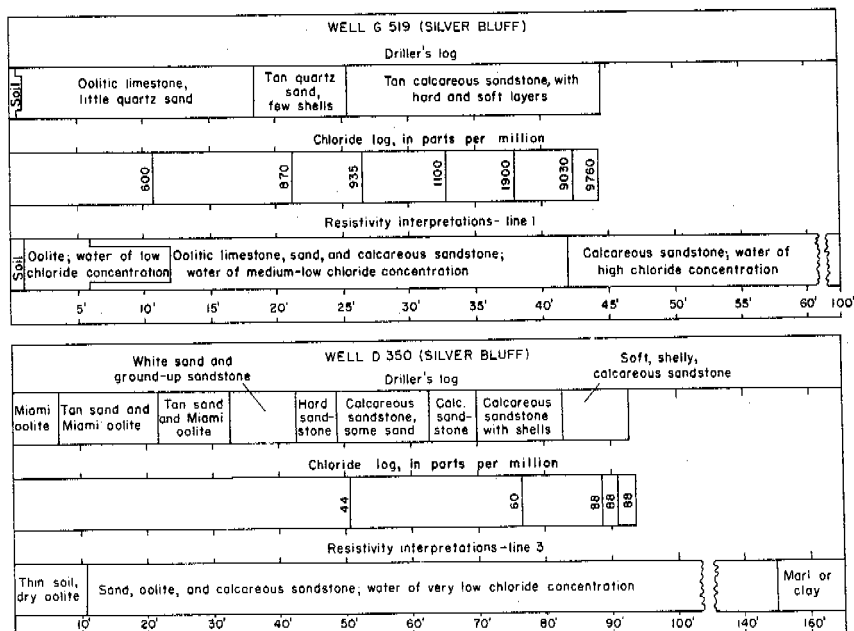 WELL G 519 (SILVER BLUFF)
Driller's log
Soil
Oolitic limestone,
little quartz sand
Tan quartz
sand,
few shells
Tan calcareous sandstone, with
hard and soft layers
Chloride log, in parts per million
600
870
935
1100
1900
9030
9760
Resistivity interpretations - line 1
Soil
Oolite; water of low
chloride concentration
Oolitic limestone, sand, and calcareous sandstone;
water of medium-low chloride concentration
Calcareous sandstone; water of
high chloride concentration
5' 10' 15' 20' 25' 30' 35' 40' 45' 50' 55' 60' 100'
WELL D 350 (SILVER BLUFF)
Driller's log
White sand and
ground-up sandstone
Soft, shelly,
calcareous sandstone
Miami
oolite
Tan sand and
Miami oolite
Tan sand
and Miami
oolite
Hard
sand-
stone
Calcareous
sandstone,
some sand
Calc.
sand-
stone
Calcareous
sandstone
with shells
Chloride log, in parts per million
44
60
88
88
88
Resistivity interpretations - line 3
Thin soil,
dry oolite
Sand, oolite, and calcareous sandstone; water of very low chloride concentration
Marl or
clay
10' 20' 30' 40' 50' 60' 70' 80' 90' 100' 140' 160'